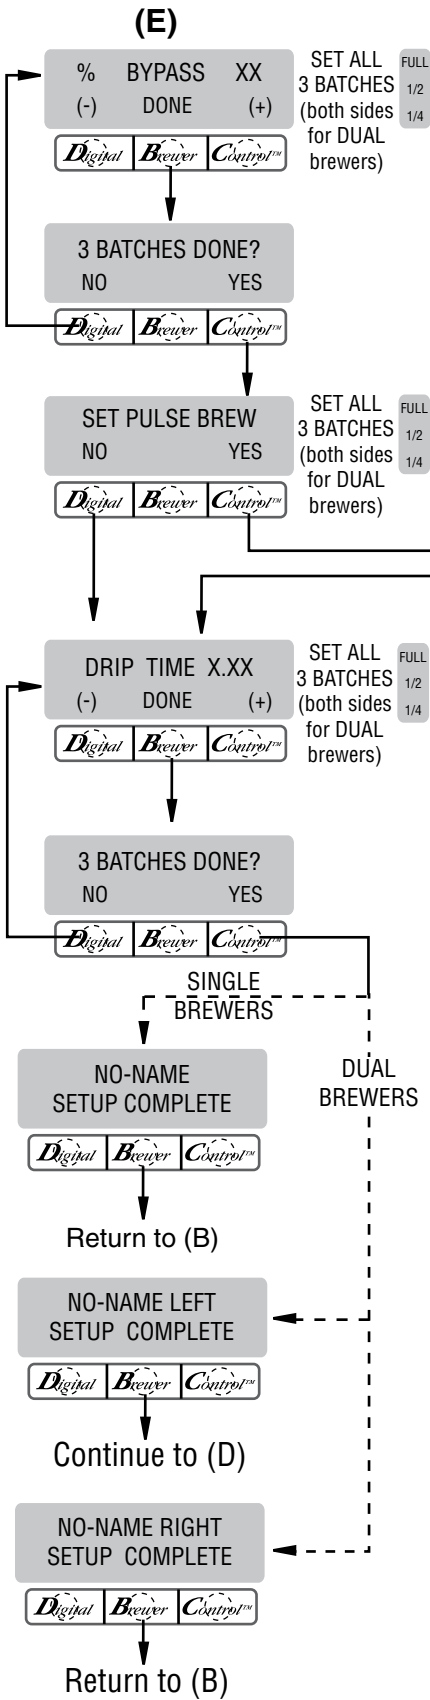 (E)
% BYPASS XX
(-) DONE (+)
SET ALL
3 BATCHES
(both sides
for DUAL
brewers)
FULL
1/2
1/4
Digital Brewer Control™
3 BATCHES DONE?
NO YES
Digital Brewer Control™
SET PULSE BREW
NO YES
SET ALL
3 BATCHES
(both sides
for DUAL
brewers)
FULL
1/2
1/4
Digital Brewer Control™
DRIP TIME X.XX
(-) DONE (+)
SET ALL
3 BATCHES
(both sides
for DUAL
brewers)
FULL
1/2
1/4
Digital Brewer Control™
3 BATCHES DONE?
NO YES
Digital Brewer Control™
SINGLE
BREWERS
DUAL
BREWERS
NO-NAME
SETUP COMPLETE
Digital Brewer Control™
Return to (B)
NO-NAME LEFT
SETUP COMPLETE
Digital Brewer Control™
Continue to (D)
NO-NAME RIGHT
SETUP COMPLETE
Digital Brewer Control™
Return to (B)